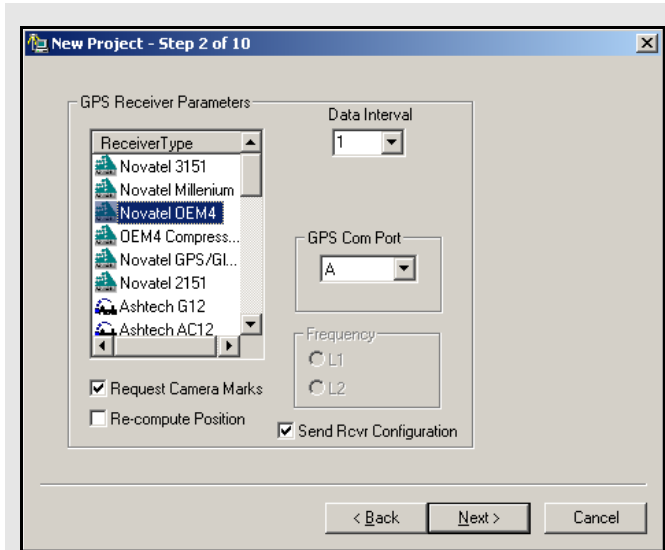 New Project - Step 2 of 10
GPS Receiver Parameters
Data Interval
1
ReceiverType
Novatel 3151
Novatel Millenium
Novatel OEM4
OEM4 Compress...
Novatel GPS/Gl...
Novatel 2151
Ashtech G12
Ashtech AC12
GPS Com Port
A
Frequency
L1
L2
Request Camera Marks
Re-compute Position
Send Rcvr Configuration
< Back
Next >
Cancel